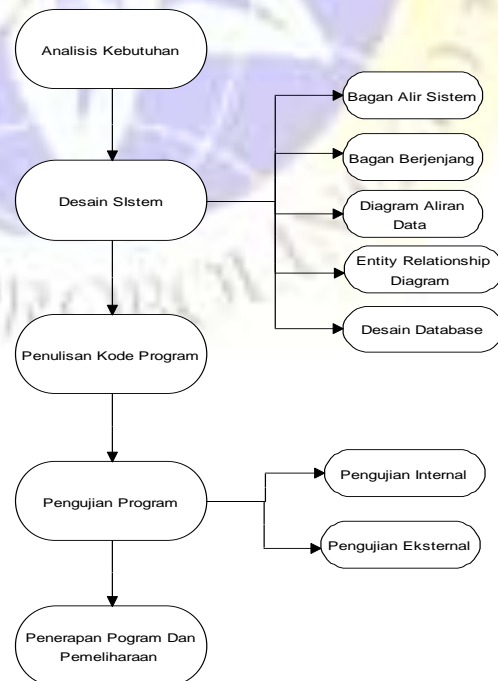 Analisis Kebutuhan
Desain SIstem
Bagan Alir Sistem
Bagan Berjenjang
Diagram Aliran
Data
Entity Relationship
Diagram
Desain Database
Penulisan Kode Program
Pengujian Program
Pengujian Internal
Pengujian Eksternal
Penerapan Pogram Dan
Pemeliharaan